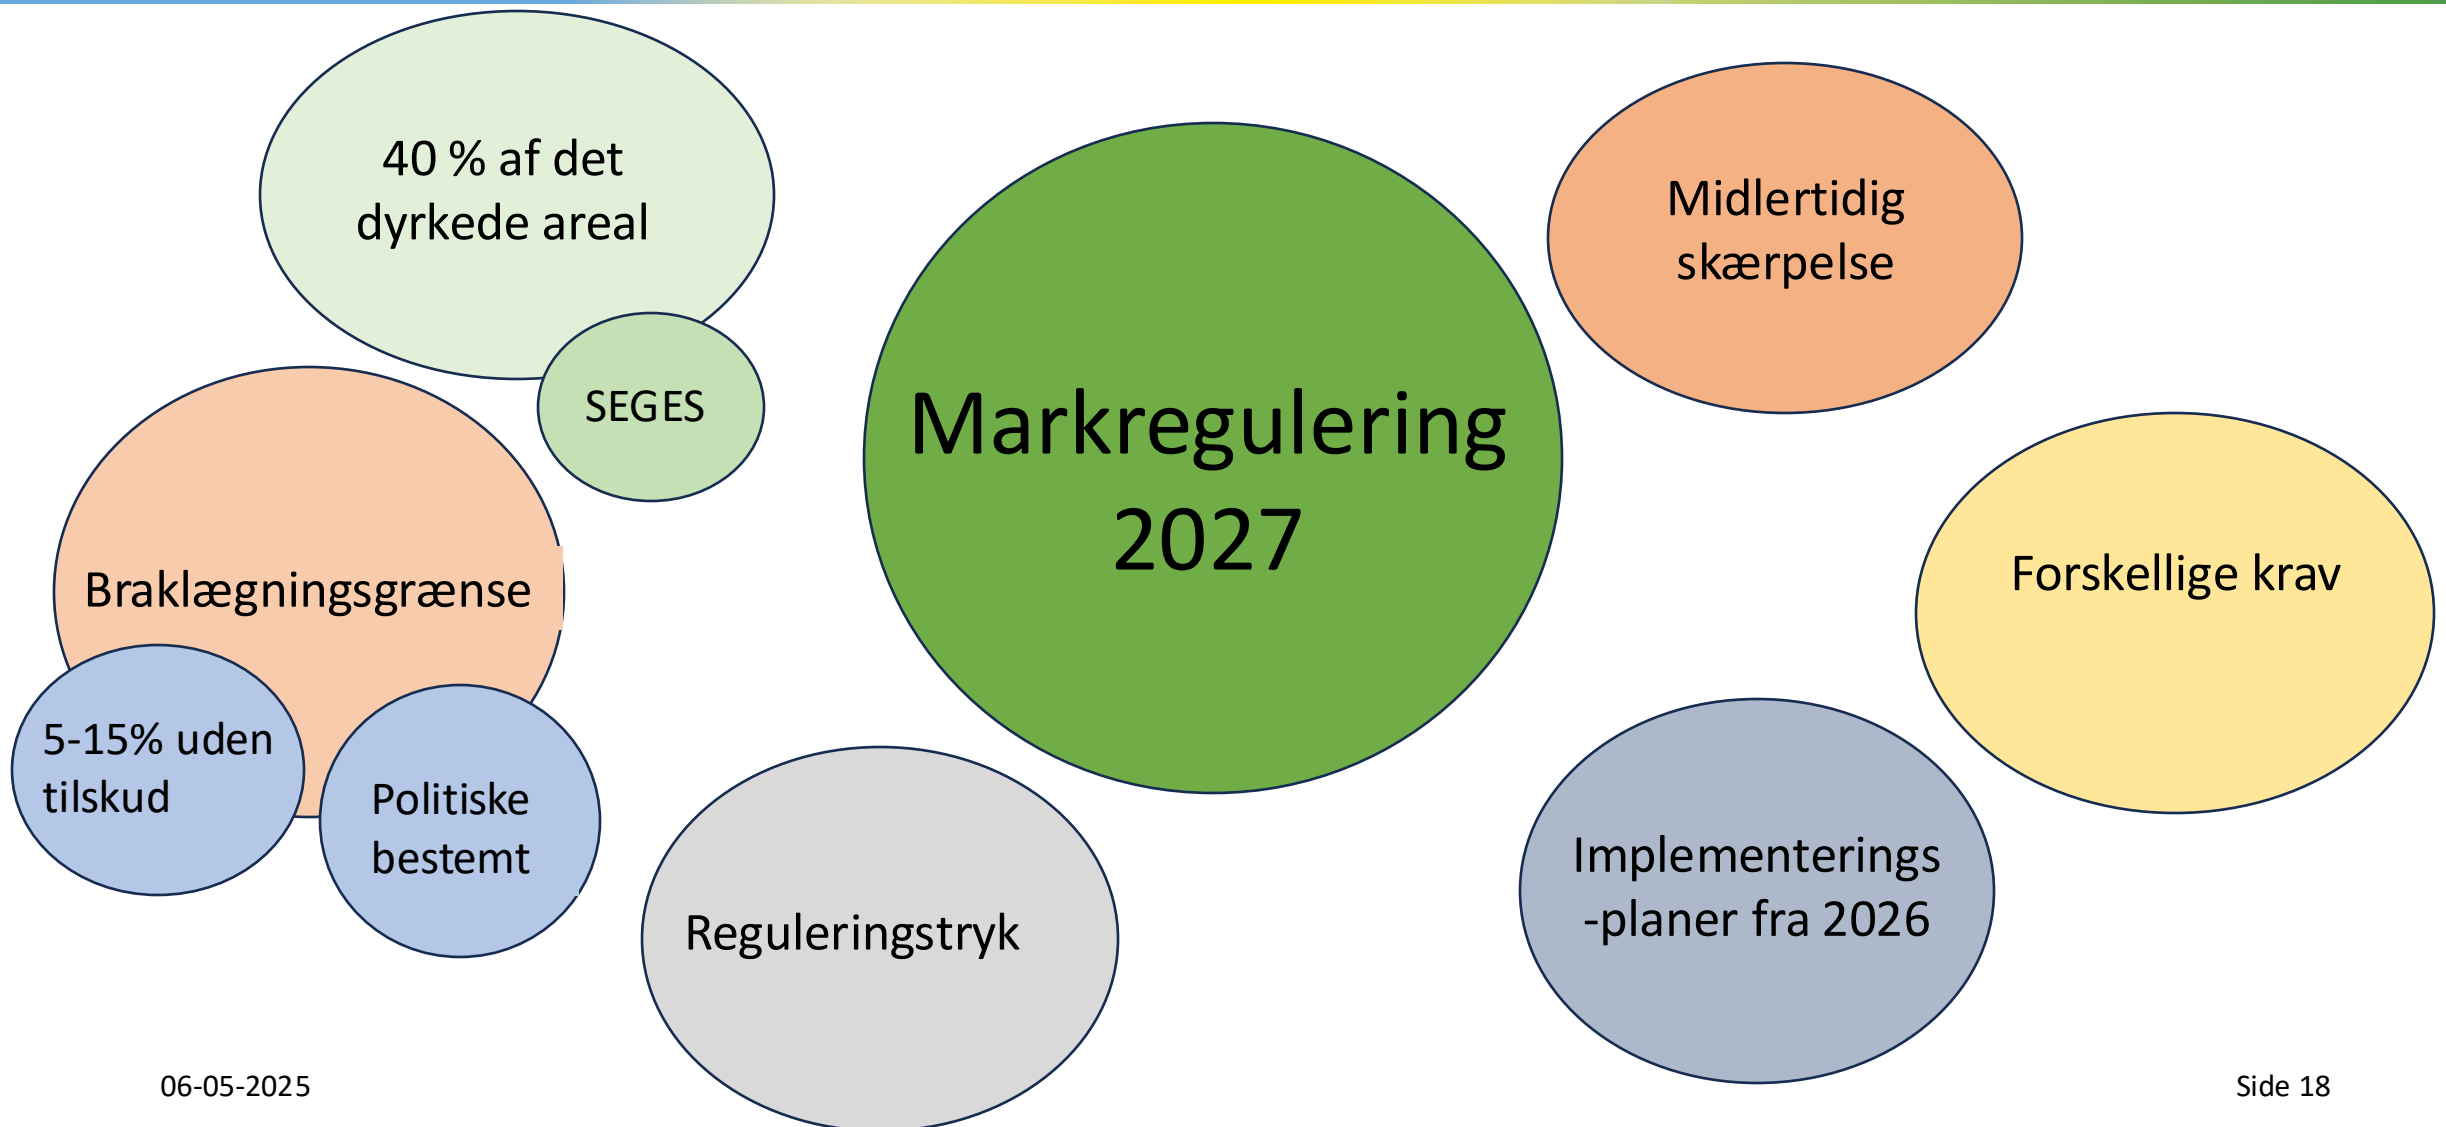 40 % af det
dyrkede areal
SEGES
Braklægningsgrænse
5-15% uden
tilskud
Politiske
bestemt
Markregulering
2027
Reguleringstryk
Midlertidig
skærpelse
Forskellige krav
Implementerings
-planer fra 2026
06-05-2025
Side 18